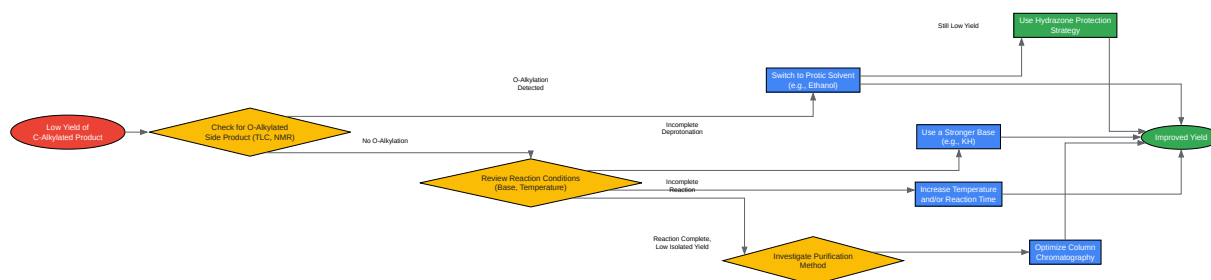 Still Low Yield
Use Hydrazone Protection
Strategy
O-Alkylation
Detected
Switch to Protic Solvent
(e.g., Ethanol)
Low Yield of
C-Alkylated Product
Check for O-Alkylated
Side Product (TLC, NMR)
Incomplete
Deprotonation
No O-Alkylation
Use a Stronger Base
(e.g., KH)
Improved Yield
Review Reaction Conditions
(Base, Temperature)
Incomplete
Reaction
Increase Temperature
and/or Reaction Time
Reaction Complete,
Low Isolated Yield
Investigate Purification
Method
Optimize Column
Chromatography